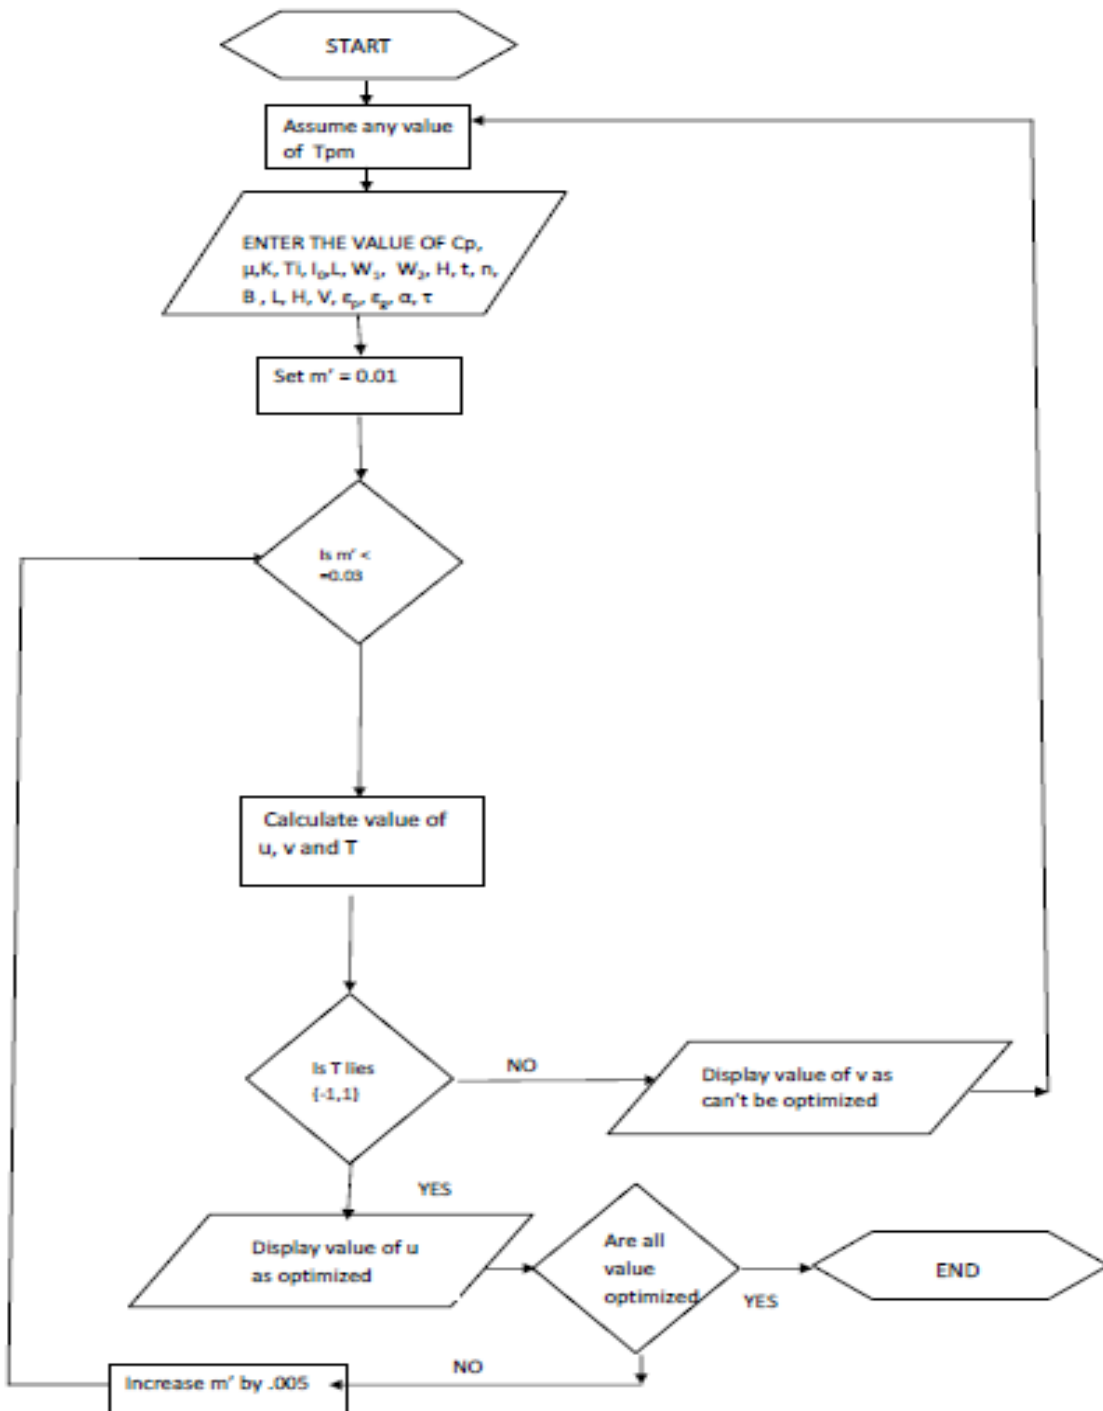 START
Assume any value
of Tpm
ENTER THE VALUE OF Cp,
μ,K, Ti, I₀,L, W₁, W₂, H, t, n,
B , L, H, V, εₚ, ε_g, α, τ
Set m' = 0.01
Is m' <
=0.03
Calculate value of
u, v and T
Is T lies
(-1,1)
NO
Display value of v as
can't be optimized
YES
Display value of u
as optimized
Are all
value
optimized
YES
END
NO
Increase m' by .005